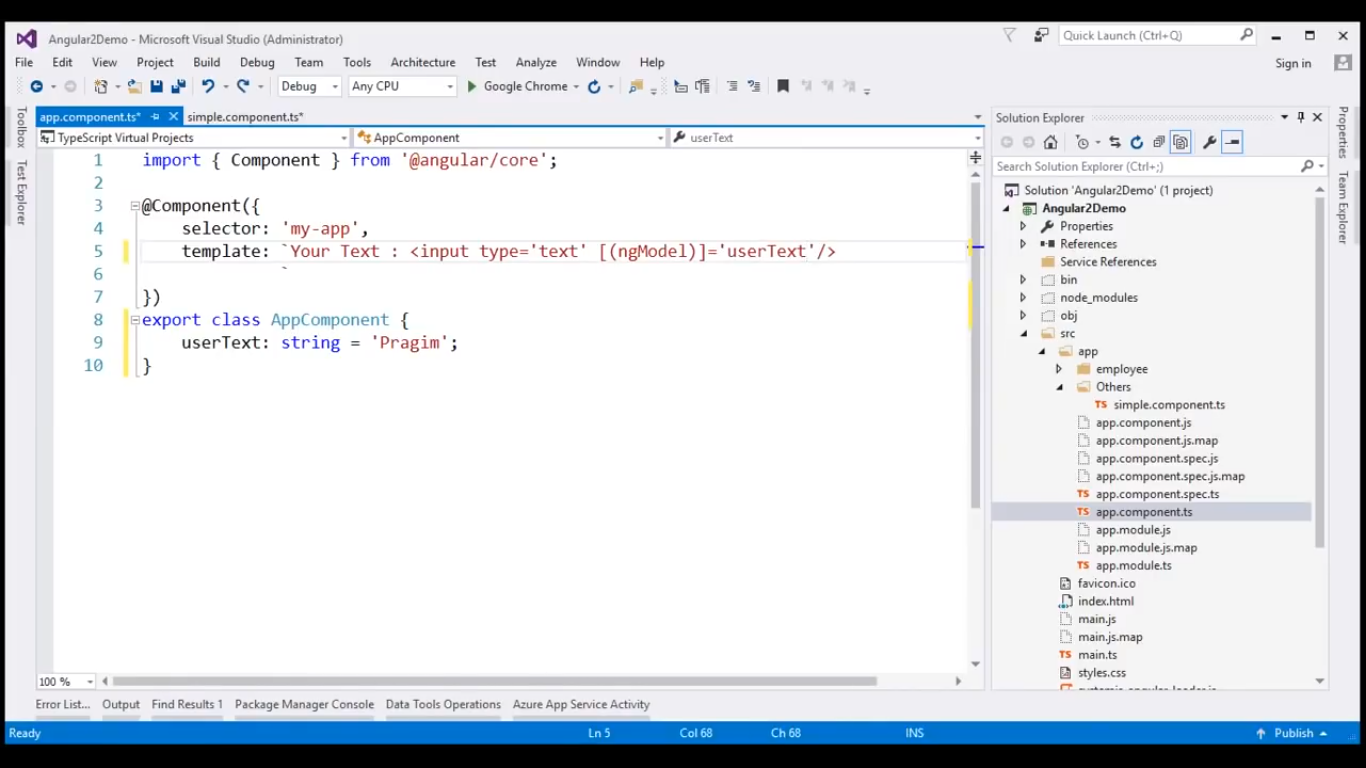 Angular2Demo - Microsoft Visual Studio (Administrator)
Quick Launch (Ctrl+Q)
File Edit View Project Build Debug Team Tools Architecture Test Analyze Window Help
Sign in
Debug Any CPU Google Chrome
app.component.ts* simple.component.ts*
TypeScript Virtual Projects AppComponent userText
1 import { Component } from '@angular/core';
2
3 @Component({
4 selector: 'my-app',
5 template: `Your Text : <input type='text' [(ngModel)]='userText'/>
6 `
7 })
8 export class AppComponent {
9 userText: string = 'Pragim';
10 }
100 %
Toolbox
Test Explorer
Solution Explorer
Search Solution Explorer (Ctrl+;)
Solution 'Angular2Demo' (1 project)
Angular2Demo
Properties
References
Service References
bin
node_modules
obj
src
app
employee
Others
TS simple.component.ts
app.component.js
app.component.js.map
app.component.spec.js
app.component.spec.js.map
TS app.component.spec.ts
TS app.component.ts
app.module.js
app.module.js.map
TS app.module.ts
favicon.ico
index.html
main.js
main.js.map
TS main.ts
styles.css
Properties
Team Explorer
Error List... Output Find Results 1 Package Manager Console Data Tools Operations Azure App Service Activity
Ready Ln 5 Col 68 Ch 68 INS Publish